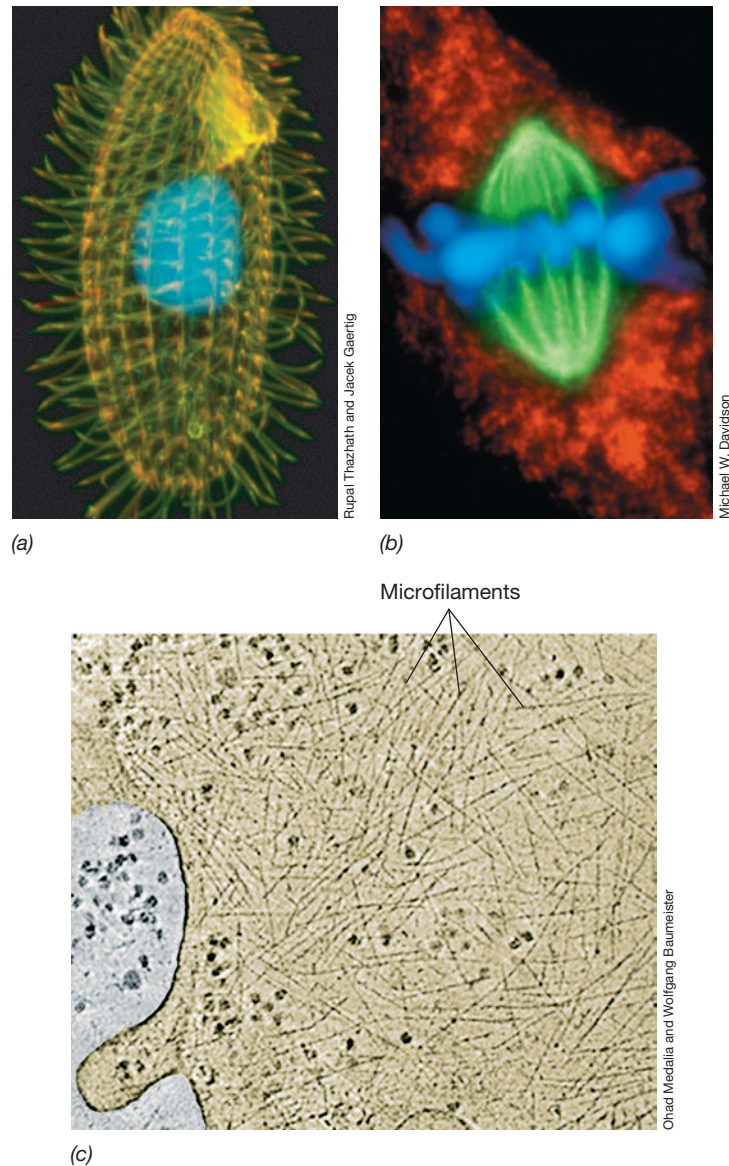 Rupal Thazhath and Jacek Gaertig
Michael W. Davidson
(a)
(b)
Microfilaments
Ohad Medalia and Wolfgang Baumeister
(c)